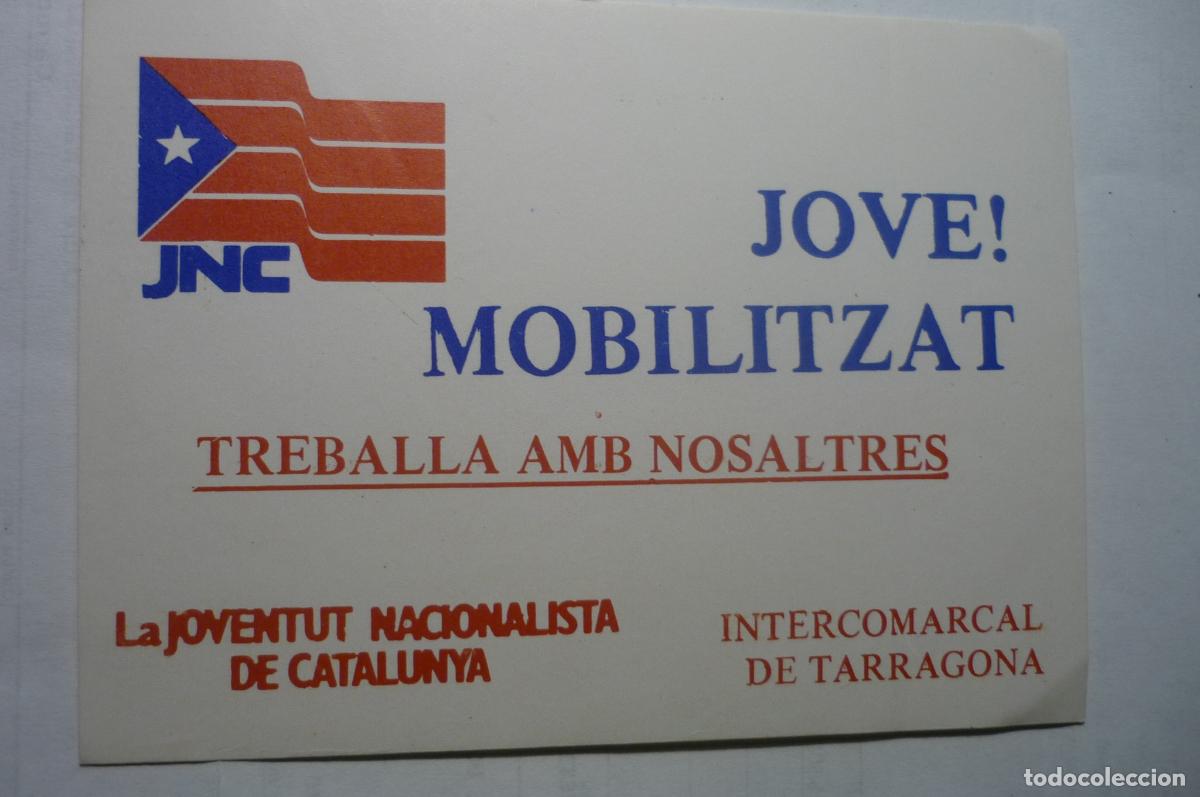 JNC
JOVE!
MOBILITZAT
TREBALLA AMB NOSALTRES
La JOVENTUT NACIONALISTA
DE CATALUNYA
INTERCOMARCAL
DE TARRAGONA
todocoleccion